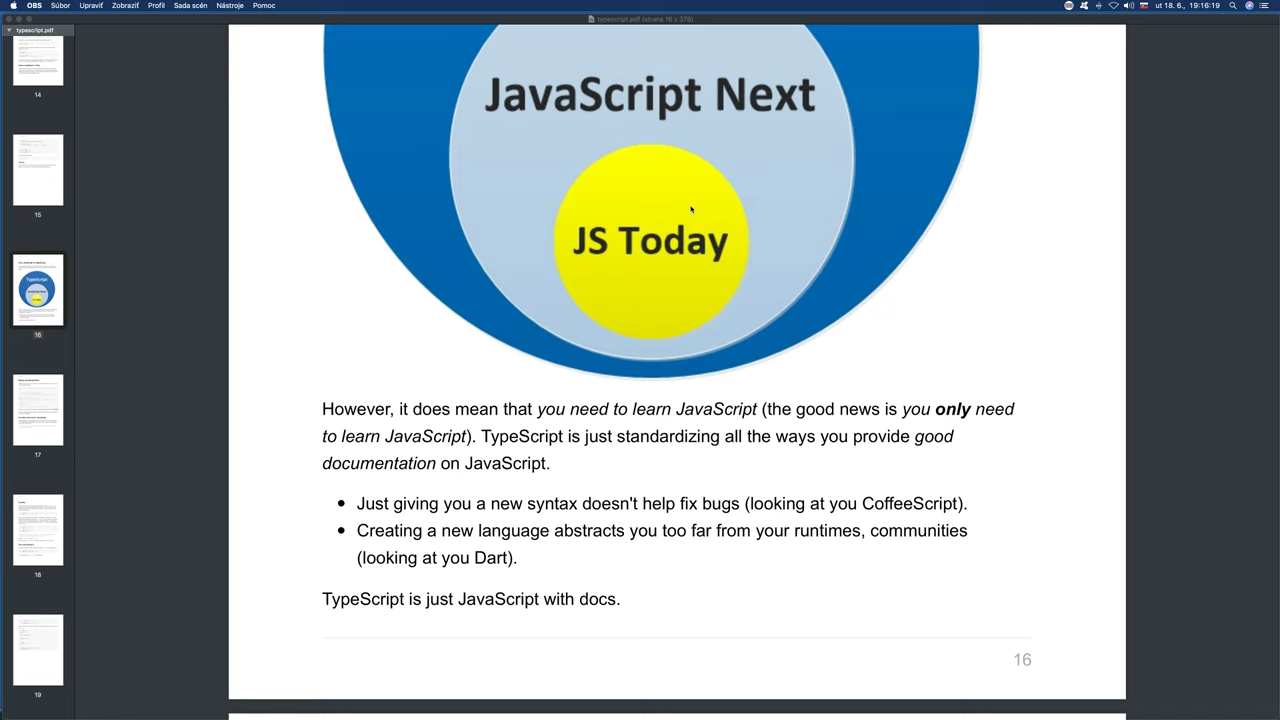 OBS Súbor Upraviť Zobraziť Profil Sada scén Nástroje Pomoc ut 18. 6., 19:16:19
typescript.pdf (strana 16 z 378)
typescript.pdf
14
15
16
17
18
19
JavaScript Next
JS Today
However, it does mean that you need to learn JavaScript (the good news is you only need
to learn JavaScript). TypeScript is just standardizing all the ways you provide good
documentation on JavaScript.
• Just giving you a new syntax doesn't help fix bugs (looking at you CoffeeScript).
• Creating a new language abstracts you too far from your runtimes, communities
(looking at you Dart).
TypeScript is just JavaScript with docs.
16